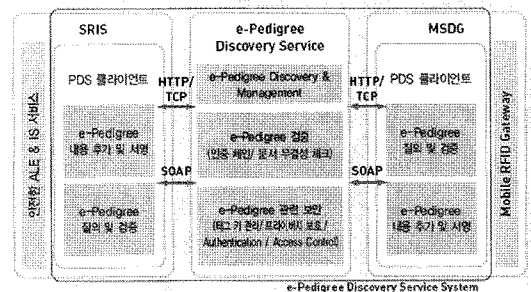 SRIS
e-Pedigree
Discovery Service
MSDG
안전한 ALE & IS 서비스
PDS 클라이언트
e-Pedigree
내용 추가 및 서명
e-Pedigree
질의 및 검증
HTTP/
TCP
SOAP
e-Pedigree Discovery &
Management
e-Pedigree 검증
(인증 체인/ 문서 무결성 체크)
e-Pedigree 관련 보안
(태그 키 관리/ 프라이버시 보호 /
Authentication / Access Control)
HTTP/
TCP
SOAP
PDS 클라이언트
e-Pedigree
질의 및 검증
e-Pedigree
내용 추가 및 서명
Mobile RFID Gateway
e-Pedigree Discovery Service System